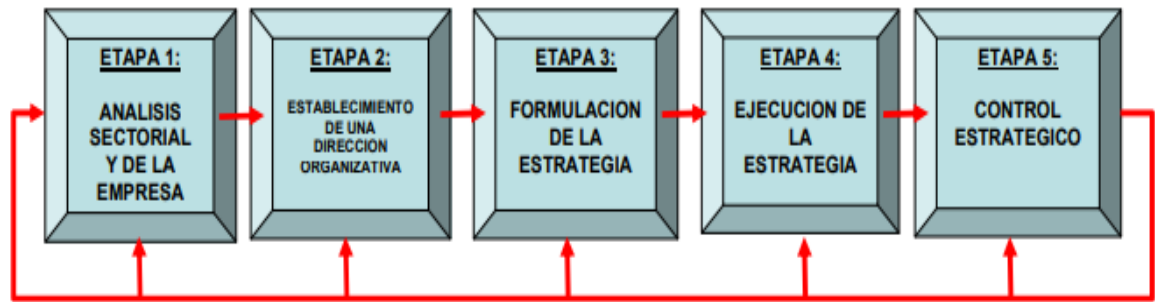 ETAPA 1:
ANALISIS
SECTORIAL
Y DE LA
EMPRESA
ETAPA 2:
ESTABLECIMIENTO
DE UNA
DIRECCION
ORGANIZATIVA
ETAPA 3:
FORMULACION
DE LA
ESTRATEGIA
ETAPA 4:
EJECUCION DE
LA
ESTRATEGIA
ETAPA 5:
CONTROL
ESTRATEGICO